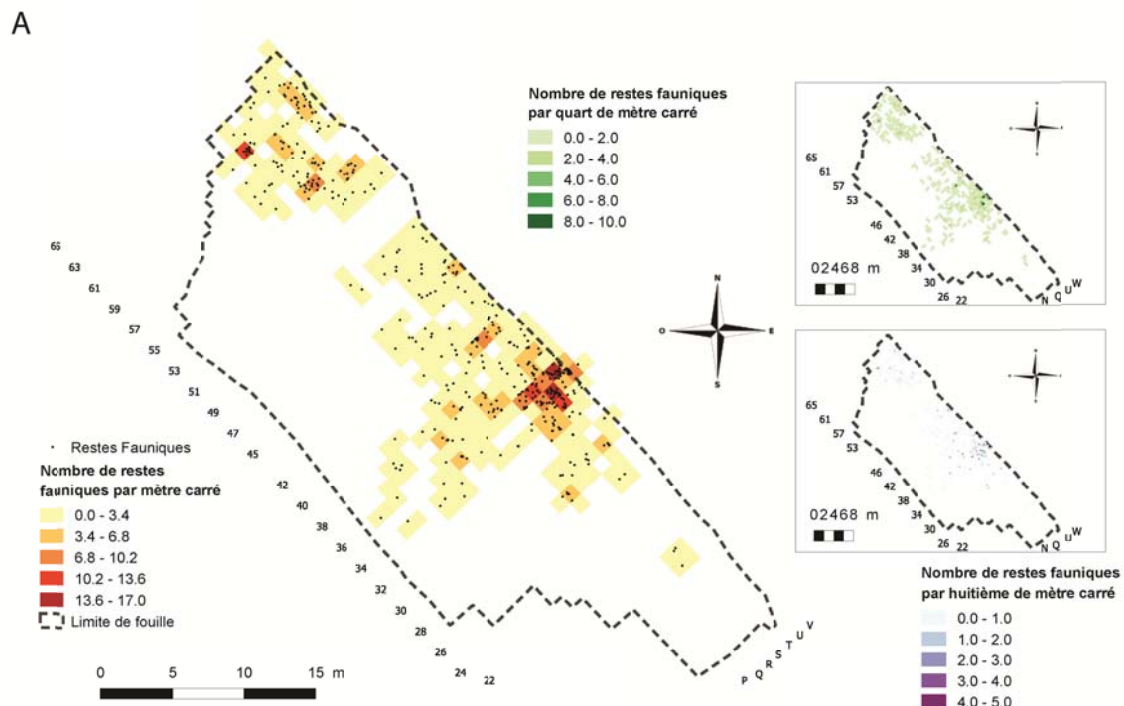 A
Nombre de restes fauniques
par quart de mètre carré
0.0 - 2.0
2.0 - 4.0
4.0 - 6.0
6.0 - 8.0
8.0 - 10.0
65
63
61
59
57
55
53
51
49
47
45
42
40
38
36
34
32
30
28
26
24
22
P
Q
R
S
T
U
V
N
E
S
O
Restes Fauniques
Nombre de restes
fauniques par mètre carré
0.0 - 3.4
3.4 - 6.8
6.8 - 10.2
10.2 - 13.6
13.6 - 17.0
Limite de fouille
0 5 10 15 m
65
61
57
53
46
42
38
34
30
26
22
N
Q
U
W
02468 m
65
61
57
53
46
42
38
34
30
26
22
N
Q
U
W
02468 m
Nombre de restes fauniques
par huitième de mètre carré
0.0 - 1.0
1.0 - 2.0
2.0 - 3.0
3.0 - 4.0
4.0 - 5.0